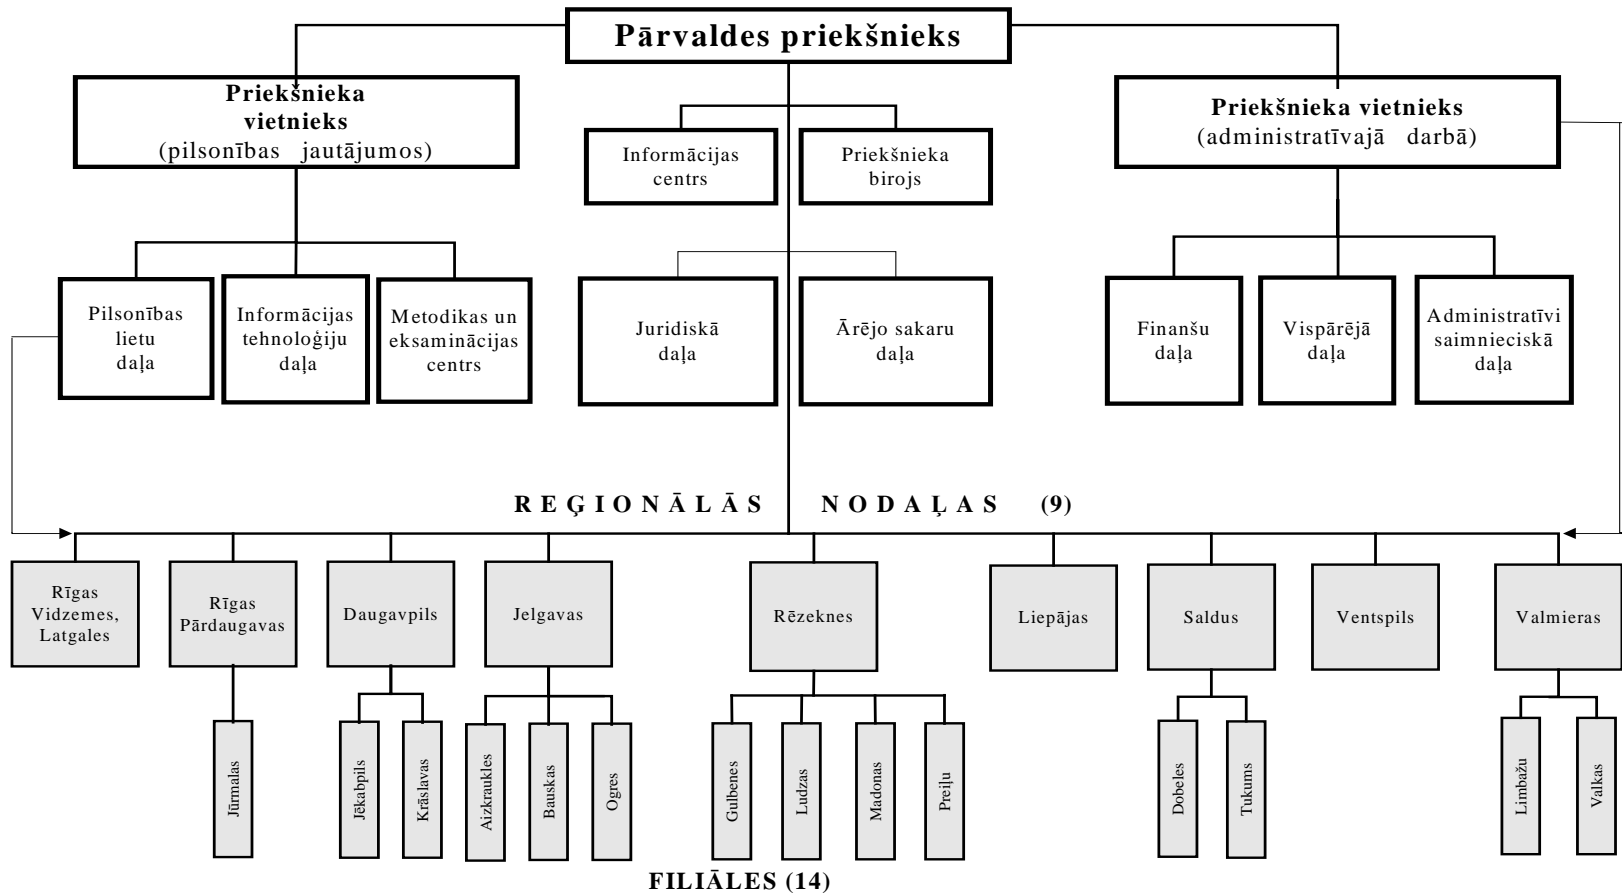 Pārvaldes priekšnieks
Priekšnieka
vietnieks
(pilsonības jautājumos)
Informācijas
centrs
Priekšnieka
birojs
Priekšnieka vietnieks
(administratīvajā darbā)
Pilsonības
lietu
daļa
Informācijas
tehnoloģiju
daļa
Metodikas un
eksaminācijas
centrs
Juridiskā
daļa
Ārējo sakaru
daļa
Finanšu
daļa
Vispārējā
daļa
Administratīvi
saimnieciskā
daļa
REĢIONĀLĀS NODAĻAS (9)
Rīgas
Vidzemes,
Latgales
Rīgas
Pārdaugavas
Daugavpils
Jelgavas
Rēzeknes
Liepājas
Saldus
Ventspils
Valmieras
Jūrmalas
Jēkabpils
Krāslavas
Aizkraukles
Bauskas
Ogres
Gulbenes
Ludzas
Madonas
Preiļu
Dobeles
Tukums
Limbažu
Valkas
FILIĀLES (14)